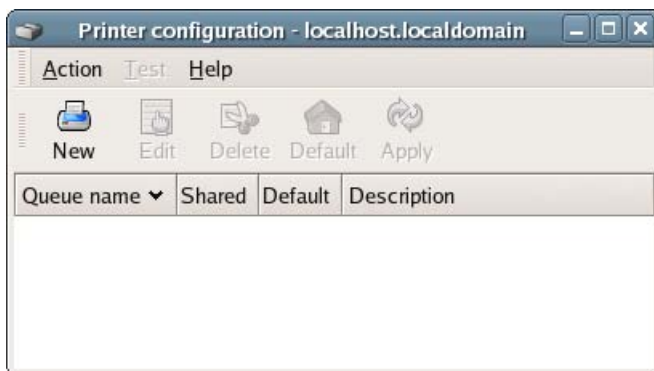 Printer configuration - localhost.localdomain
Action Test Help
New Edit Delete Default Apply
Queue name Shared Default Description